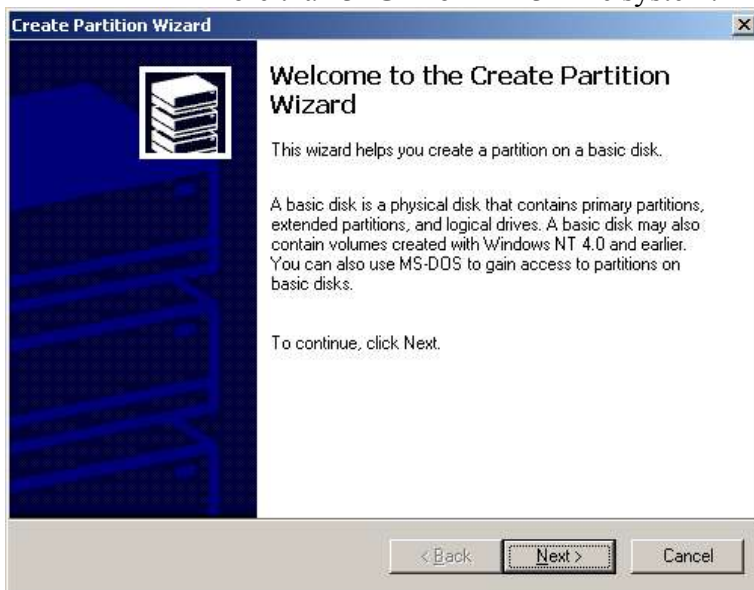 Create Partition Wizard
Welcome to the Create Partition
Wizard
This wizard helps you create a partition on a basic disk.
A basic disk is a physical disk that contains primary partitions,
extended partitions, and logical drives. A basic disk may also
contain volumes created with Windows NT 4.0 and earlier.
You can also use MS-DOS to gain access to partitions on
basic disks.
To continue, click Next.
< Back
Next >
Cancel